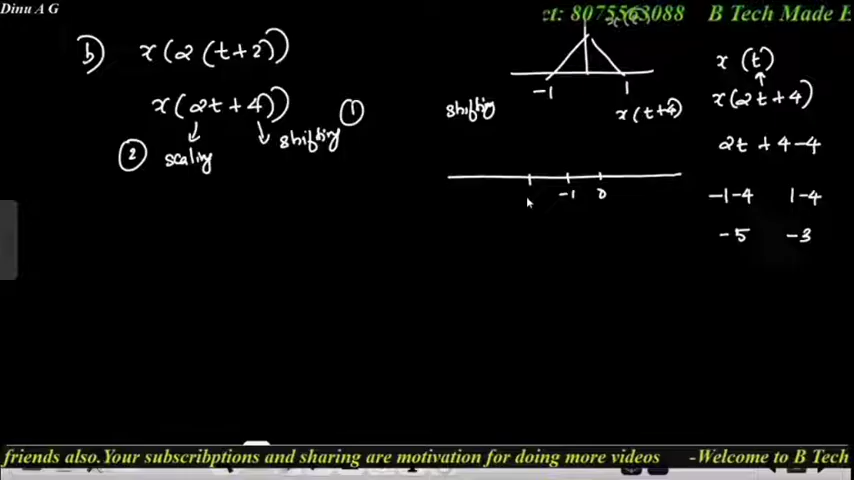 Dinu A G
ct: 8075563088 B Tech Made E
b) x(2(t+2))
x(2t+4)) ①
② scaling
shifting
x(t)
-1 1
shifting
x(t+4)
-1 0
x(t)
x(2t+4)
2t+4-4
-1-4 1-4
-5 -3
friends also.Your subscribptions and sharing are motivation for doing more videos -Welcome to B Tech